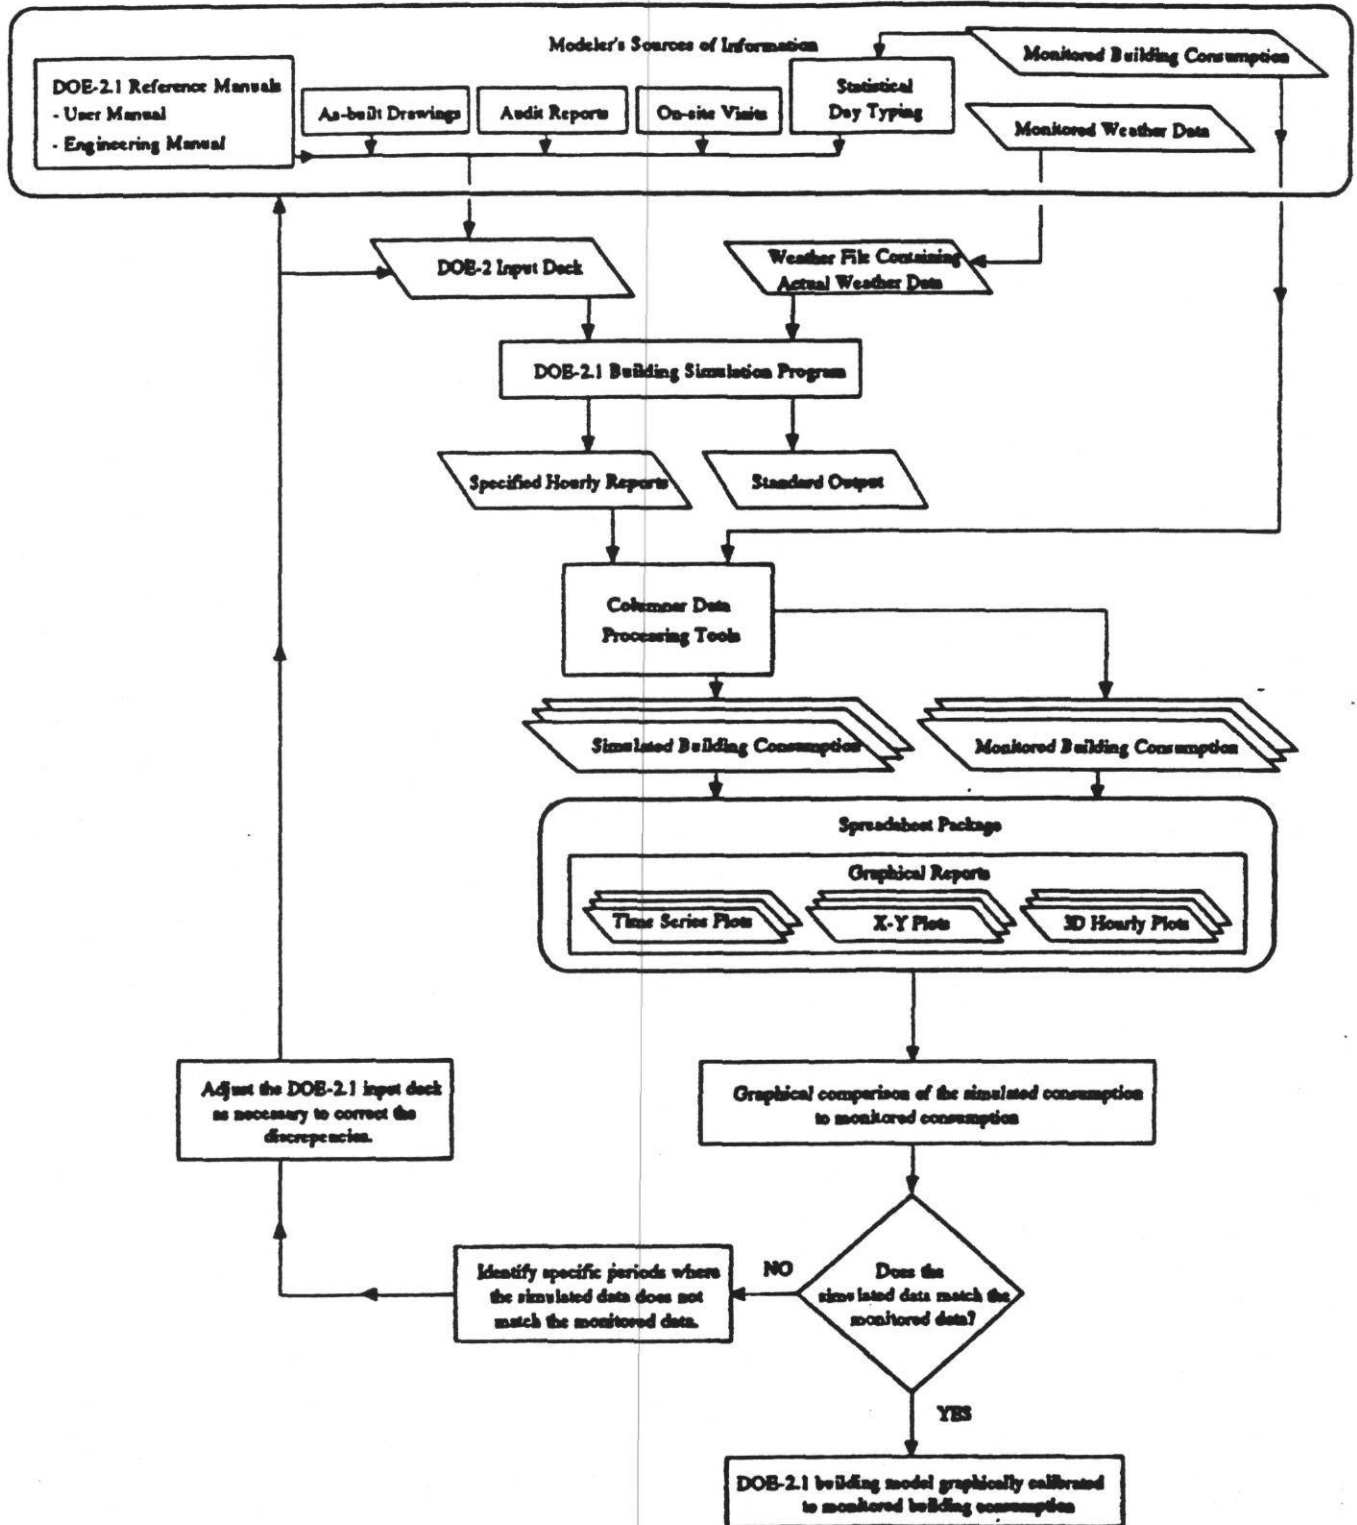 Modeler's Sources of Information
Monitored Building Consumption
DOE-2.1 Reference Manuals
- User Manual
- Engineering Manual
As-built Drawings
Audit Reports
On-site Visits
Statistical
Day Typing
Monitored Weather Data
DOE-2 Input Deck
Weather File Containing
Actual Weather Data
DOE-2.1 Building Simulation Program
Specified Hourly Reports
Standard Output
Columner Data
Processing Tools
Simulated Building Consumption
Monitored Building Consumption
Spreadsheet Package
Graphical Reports
Time Series Plots
X-Y Plots
3D Hourly Plots
Adjust the DOE-2.1 input deck
as necessary to correct the
discrepencies.
Graphical comparison of the simulated consumption
to monitored consumption
Identify specific periods where
the simulated data does not
match the monitored data.
NO
Does the
simulated data match the
monitored data?
YES
DOE-2.1 building model graphically calibrated
to monitored building consumption